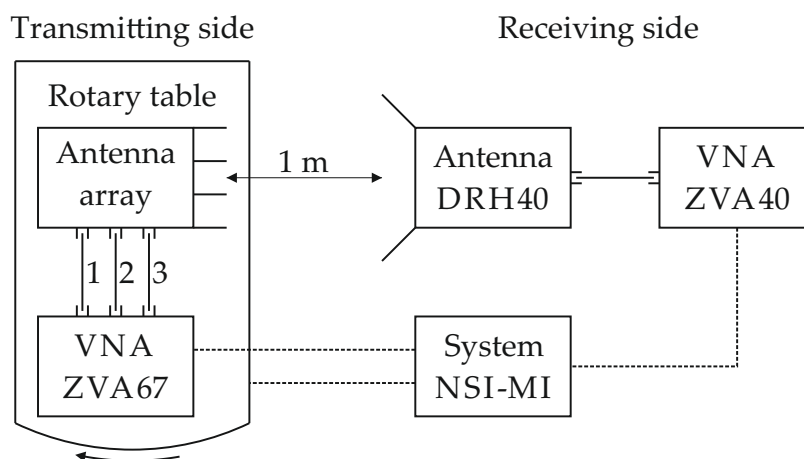 Transmitting side
Receiving side
Rotary table
Antenna
array
1 m
Antenna
DRH40
VNA
ZVA40
1 2 3
VNA
ZVA67
System
NSI-MI